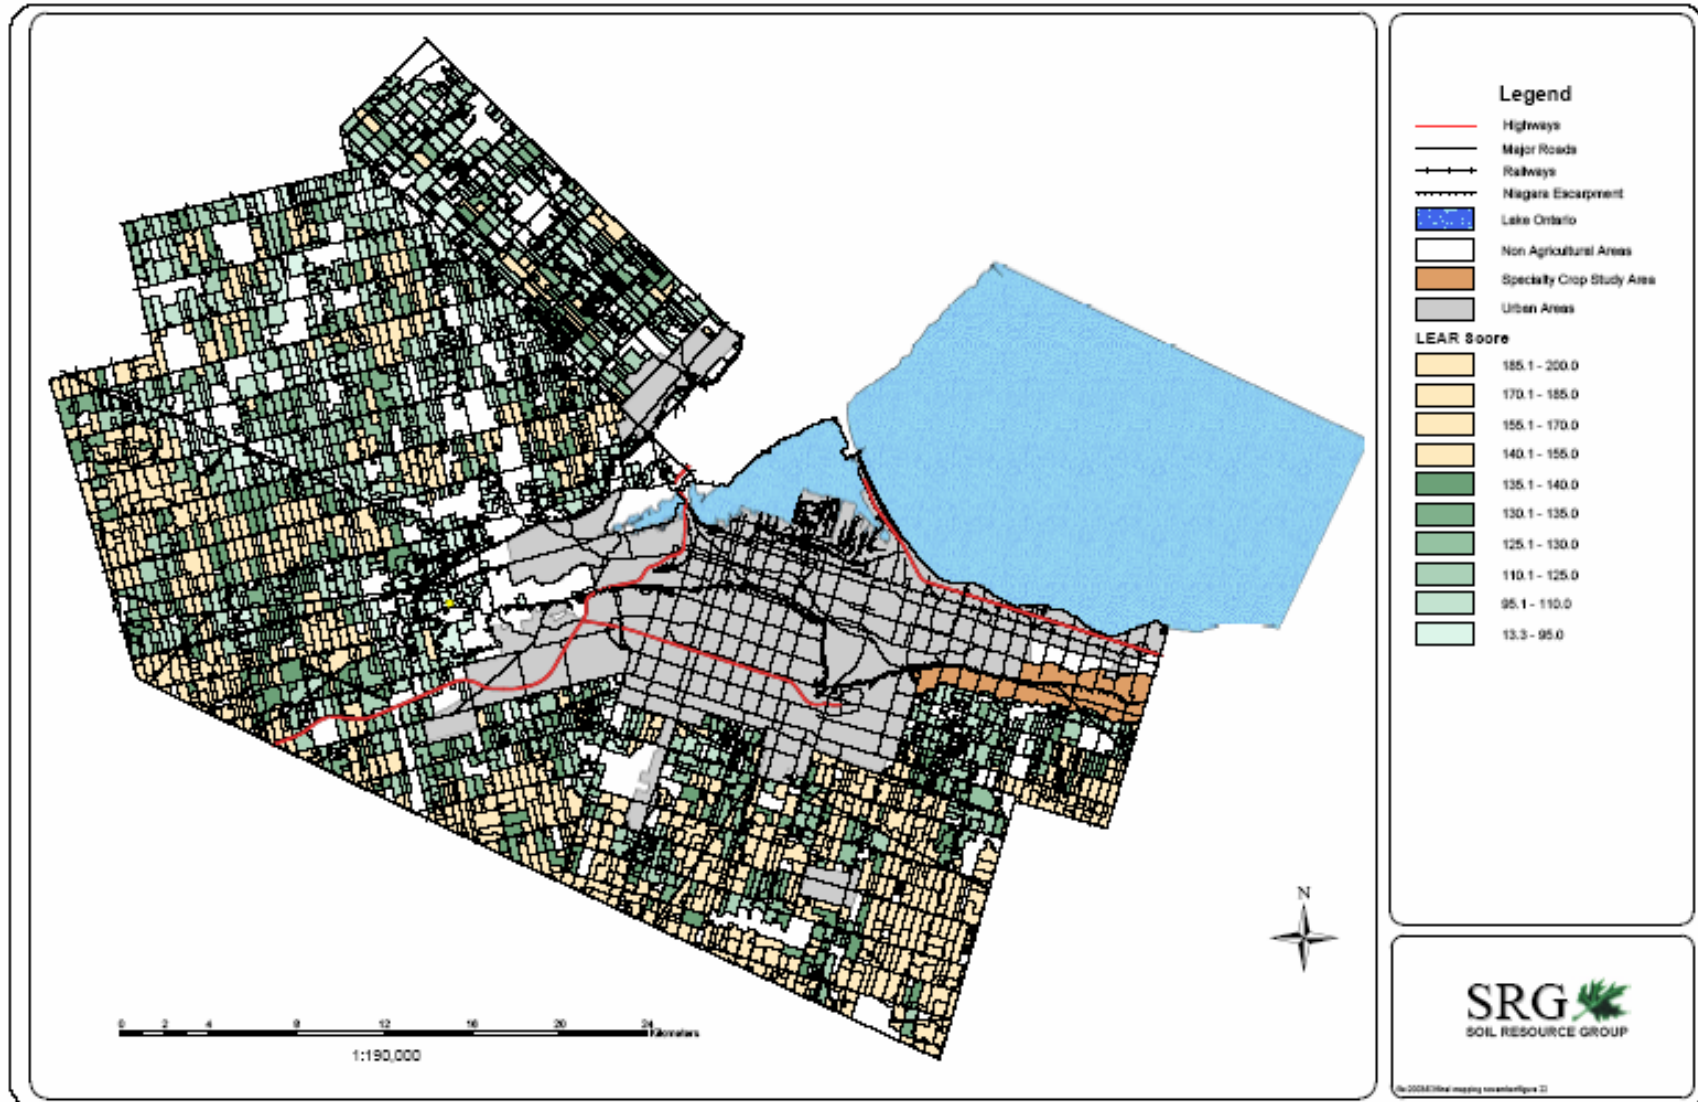 Legend
Highways
Major Roads
Railways
Niagara Escarpment
Lake Ontario
Non Agricultural Areas
Specialty Crop Study Area
Urban Areas
LEAR Score
185.1 - 200.0
170.1 - 185.0
155.1 - 170.0
140.1 - 155.0
135.1 - 140.0
130.1 - 135.0
125.1 - 130.0
110.1 - 125.0
95.1 - 110.0
13.3 - 95.0
N
0 2 4 8 12 16 20 24
Kilometers
1:190,000
SRG
SOIL RESOURCE GROUP